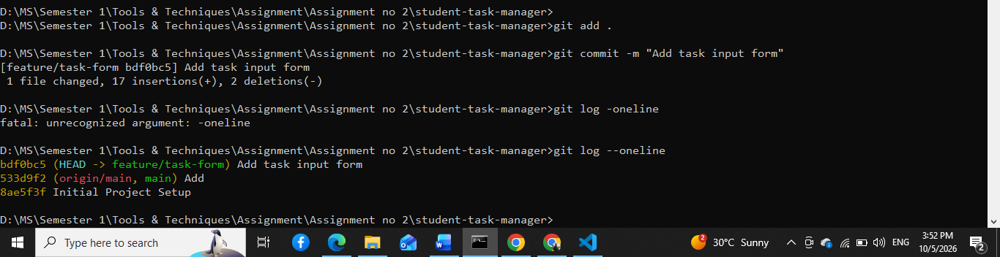 D:\MS\Semester 1\Tools & Techniques\Assignment\Assignment no 2\student-task-manager>
D:\MS\Semester 1\Tools & Techniques\Assignment\Assignment no 2\student-task-manager>git add .
D:\MS\Semester 1\Tools & Techniques\Assignment\Assignment no 2\student-task-manager>git commit -m "Add task input form"
[feature/task-form bdf0bc5] Add task input form
 1 file changed, 17 insertions(+), 2 deletions(-)
D:\MS\Semester 1\Tools & Techniques\Assignment\Assignment no 2\student-task-manager>git log -oneline
fatal: unrecognized argument: -oneline
D:\MS\Semester 1\Tools & Techniques\Assignment\Assignment no 2\student-task-manager>git log --oneline
bdf0bc5 (HEAD -> feature/task-form) Add task input form
533d9f2 (origin/main, main) Add
8ae5f3f Initial Project Setup
D:\MS\Semester 1\Tools & Techniques\Assignment\Assignment no 2\student-task-manager>
Type here to search
2
30°C Sunny
ENG
3:52 PM
10/5/2026
2